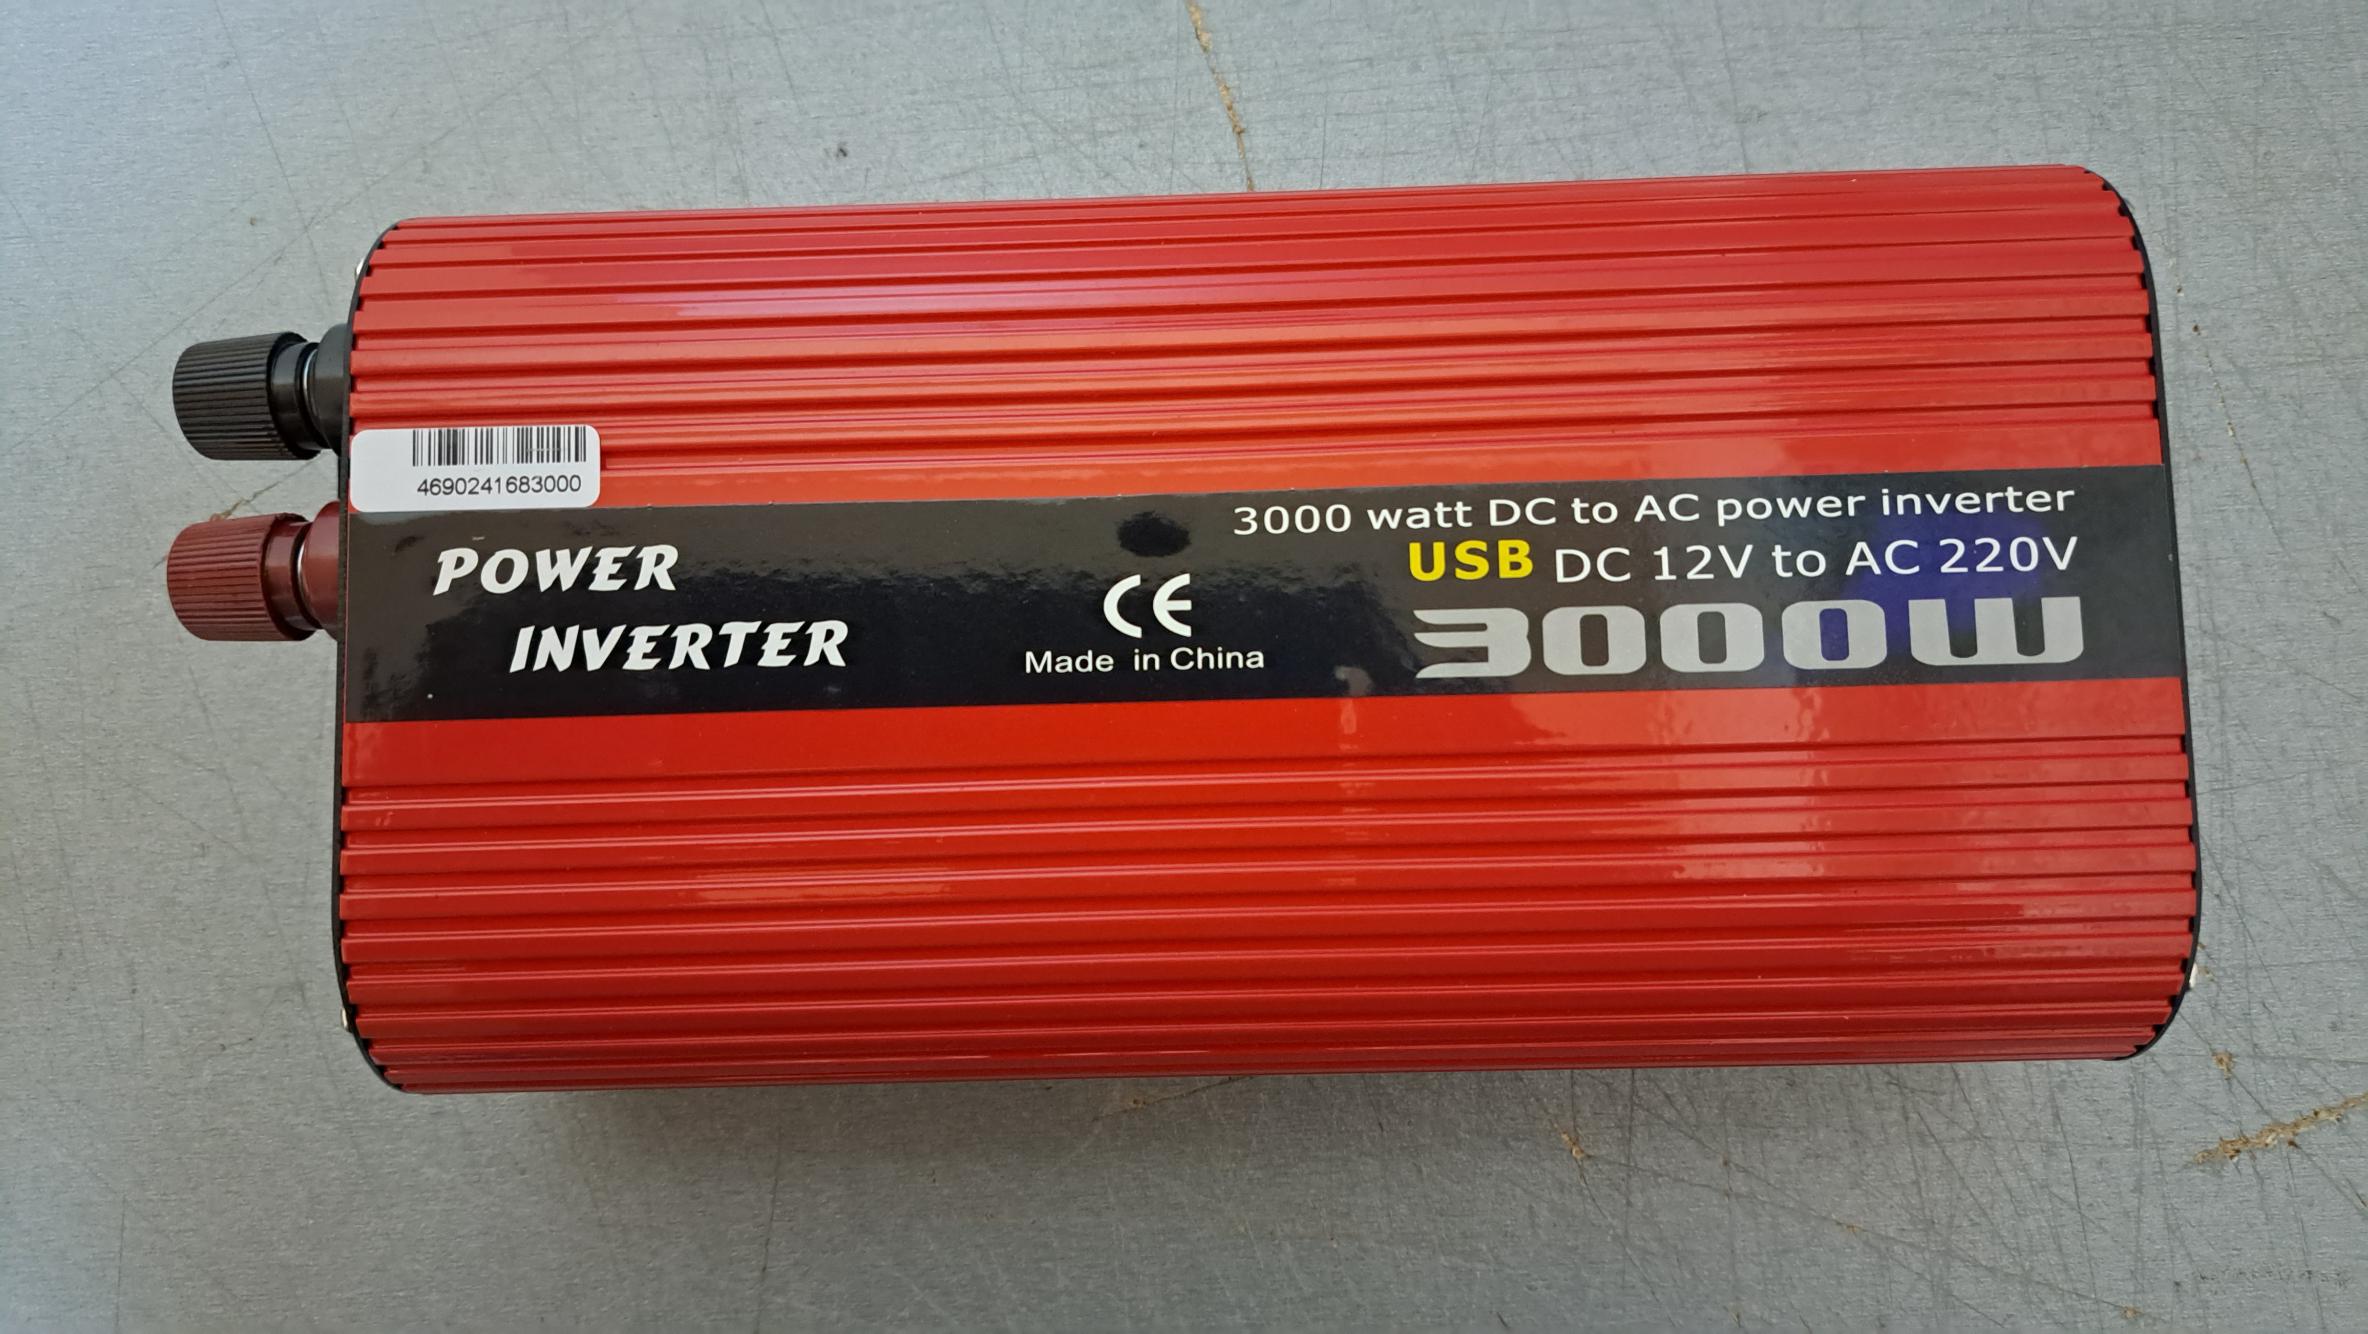 4690241683000
POWER
INVERTER
CE
Made in China
3000 watt DC to AC power inverter
USB DC 12V to AC 220V
3000W